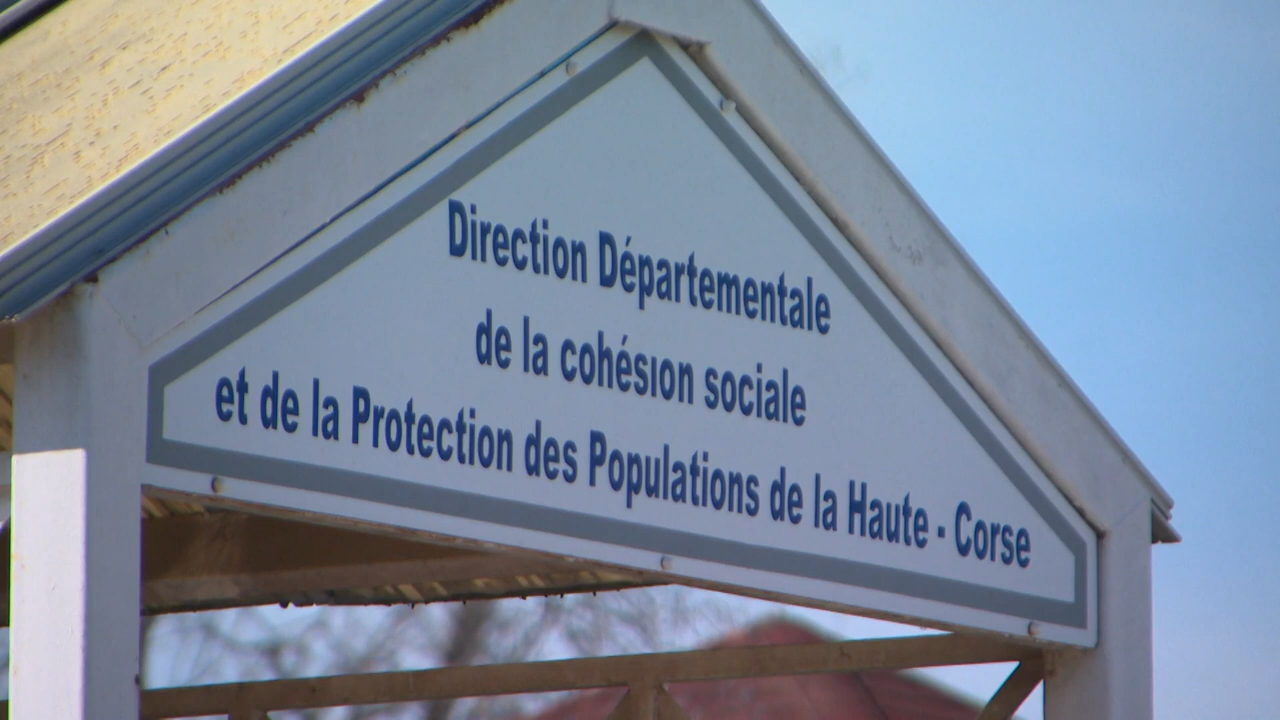 Direction Départementale
de la cohésion sociale
et de la Protection des Populations de la Haute - Corse